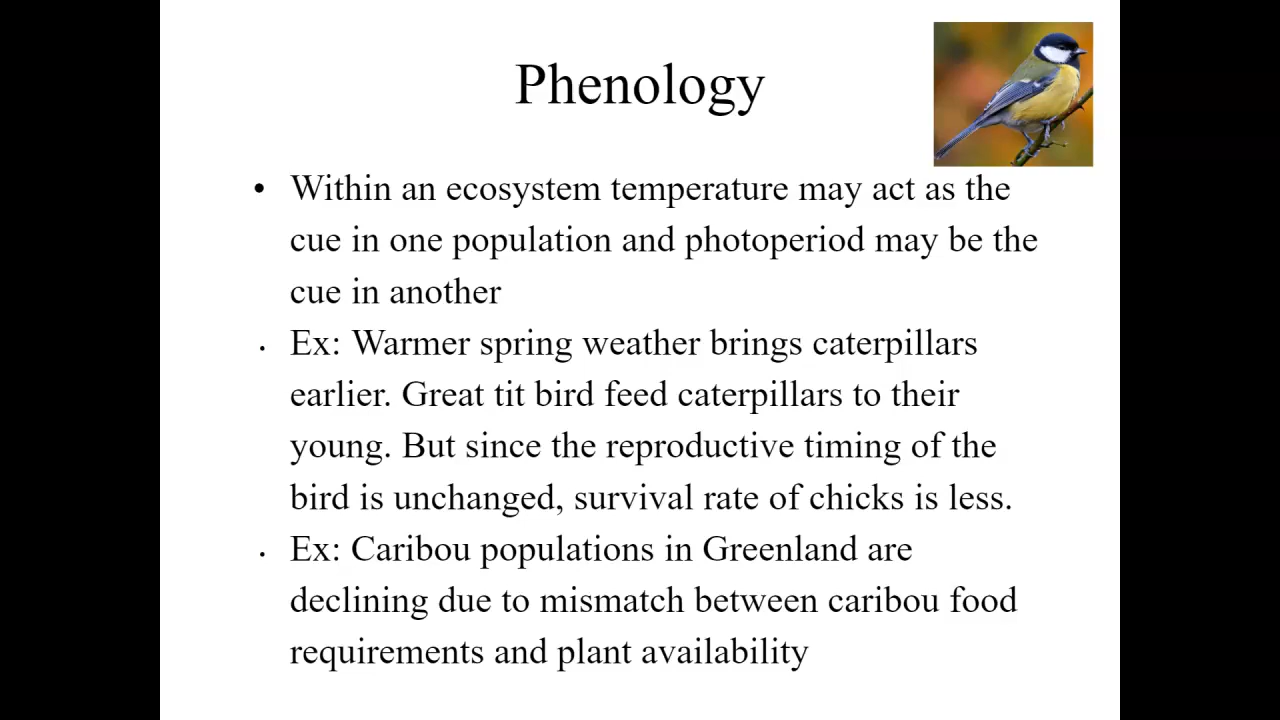 Phenology
• Within an ecosystem temperature may act as the
cue in one population and photoperiod may be the
cue in another
• Ex: Warmer spring weather brings caterpillars
earlier. Great tit bird feed caterpillars to their
young. But since the reproductive timing of the
bird is unchanged, survival rate of chicks is less.
• Ex: Caribou populations in Greenland are
declining due to mismatch between caribou food
requirements and plant availability